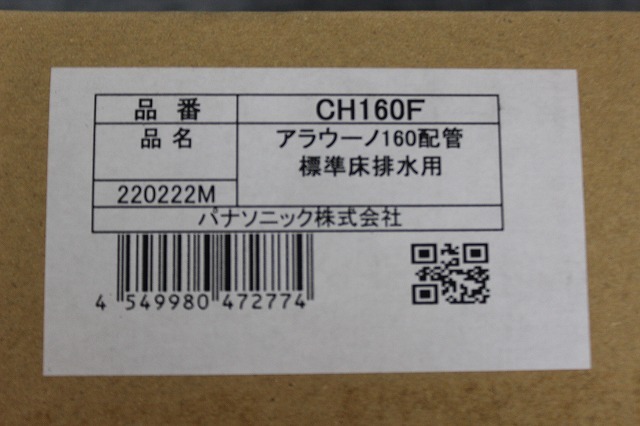 品番 CH160F
品名 アラウーノ160配管
標準床排水用
220222M
パナソニック株式会社
4 549980 472774